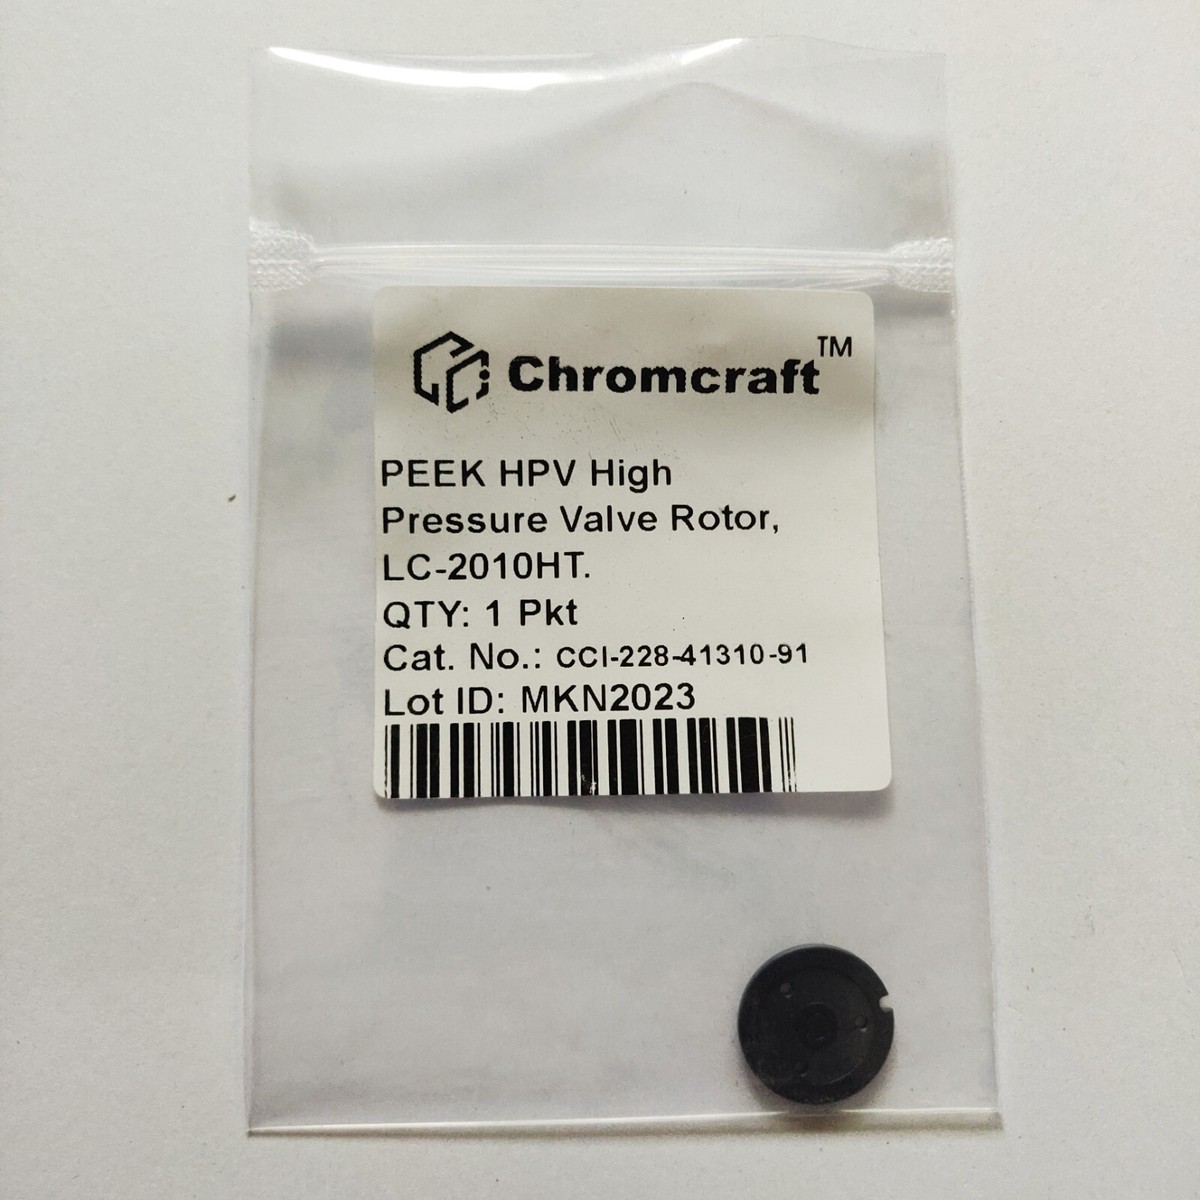 Chromcraft™
PEEK HPV High
Pressure Valve Rotor,
LC-2010HT.
QTY: 1 Pkt
Cat. No.: CCI-228-41310-91
Lot ID: MKN2023